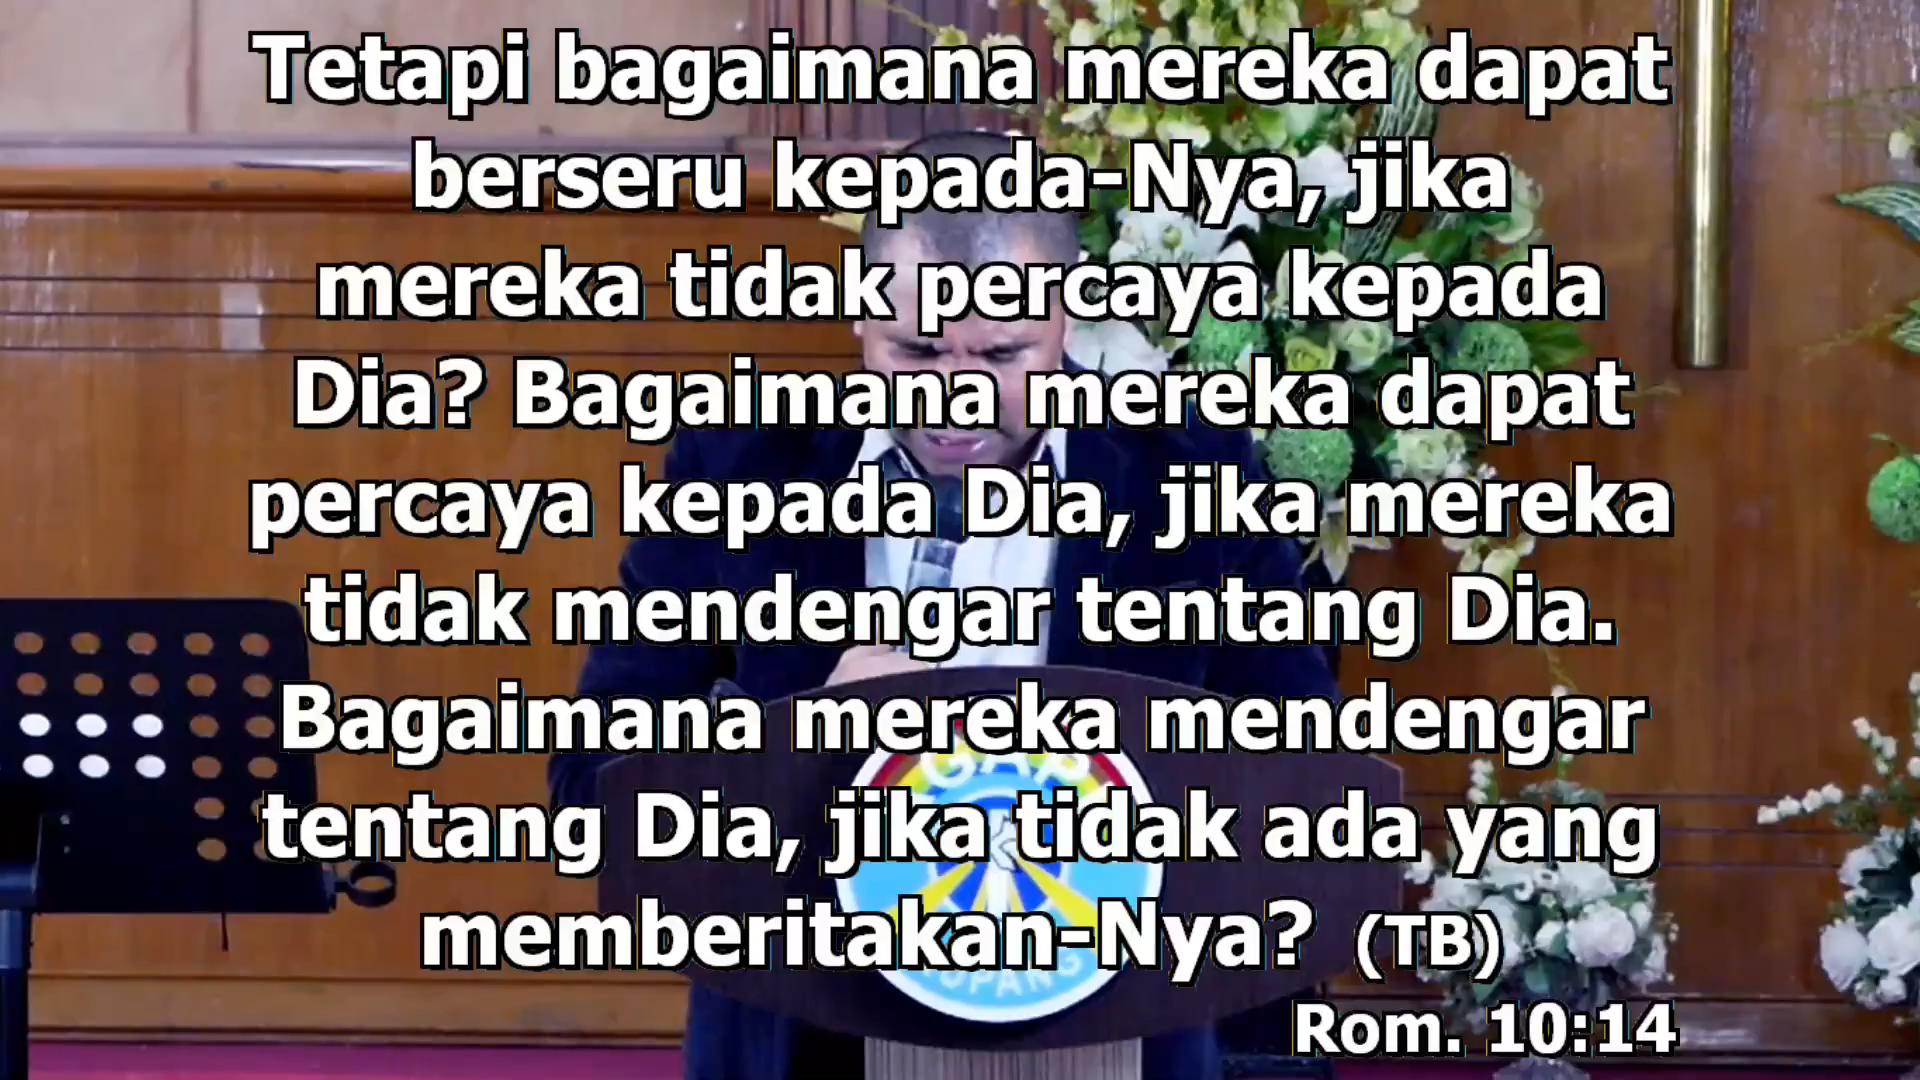 Tetapi bagaimana mereka dapat
berseru kepada-Nya, jika
mereka tidak percaya kepada
Dia? Bagaimana mereka dapat
percaya kepada Dia, jika mereka
tidak mendengar tentang Dia.
Bagaimana mereka mendengar
tentang Dia, jika tidak ada yang
memberitakan-Nya? (TB)
Rom. 10:14